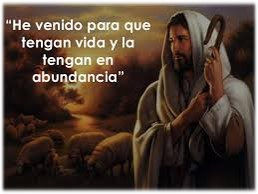 “He venido para que
tengan vida y la
tengan en
abundancia”